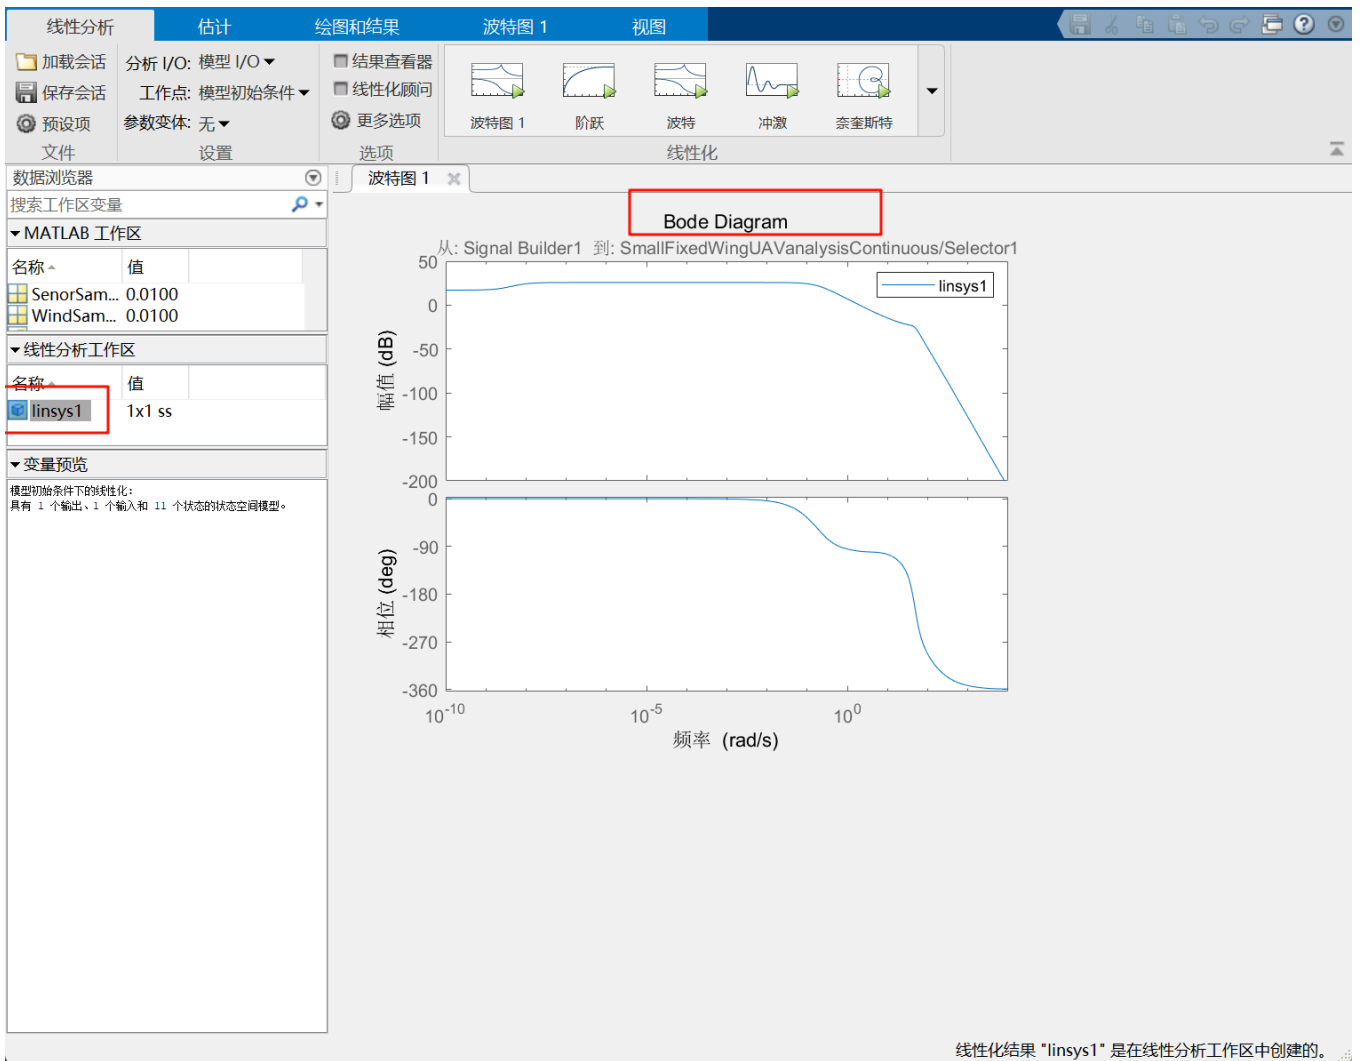 线性分析 估计 绘图和结果 波特图 1 视图
加载会话 分析 I/O: 模型 I/O 结果查看器
保存会话 工作点: 模型初始条件 线性化顾问
预设项 参数变体: 无 更多选项 波特图 1 阶跃 波特 冲激 奈奎斯特
文件 设置 选项 线性化
数据浏览器 波特图 1
搜索工作区变量
Bode Diagram
MATLAB 工作区
从: Signal Builder1 到: SmallFixedWingUAVanalysisContinuous/Selector1
名称 值
SenorSam... 0.0100
WindSam... 0.0100
线性分析工作区
名称 值
linsys1 1x1 ss
变量预览
模型初始条件下的线性化:
具有 1 个输出、1 个输入和 11 个状态的状态空间模型。
linsys1
幅值 (dB)
50
0
-50
-100
-150
-200
相位 (deg)
0
-90
-180
-270
-360
10^-10 10^-5 10^0
频率 (rad/s)
线性化结果 "linsys1" 是在线性分析工作区中创建的。